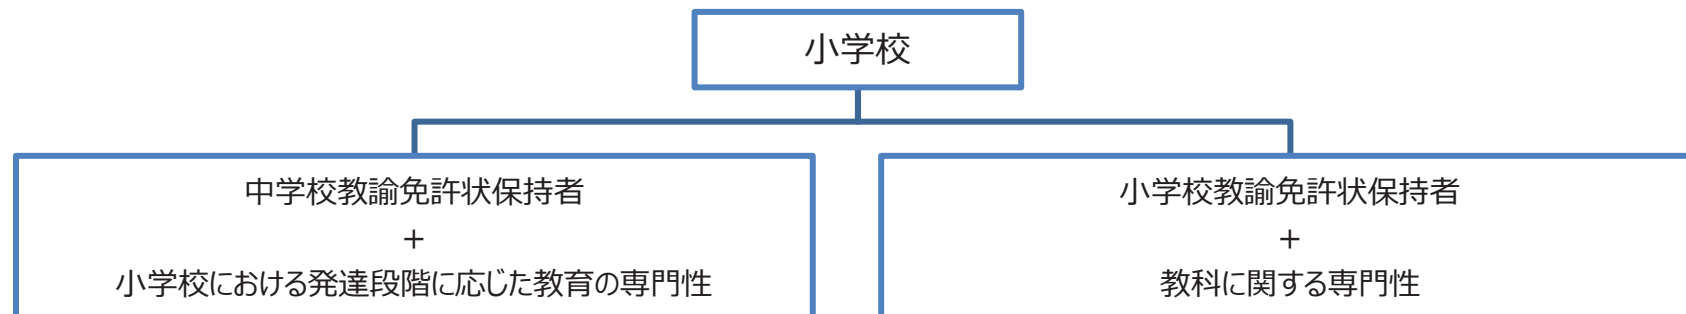 小学校
中学校教諭免許状保持者
+
小学校における発達段階に応じた教育の専門性
小学校教諭免許状保持者
+
教科に関する専門性